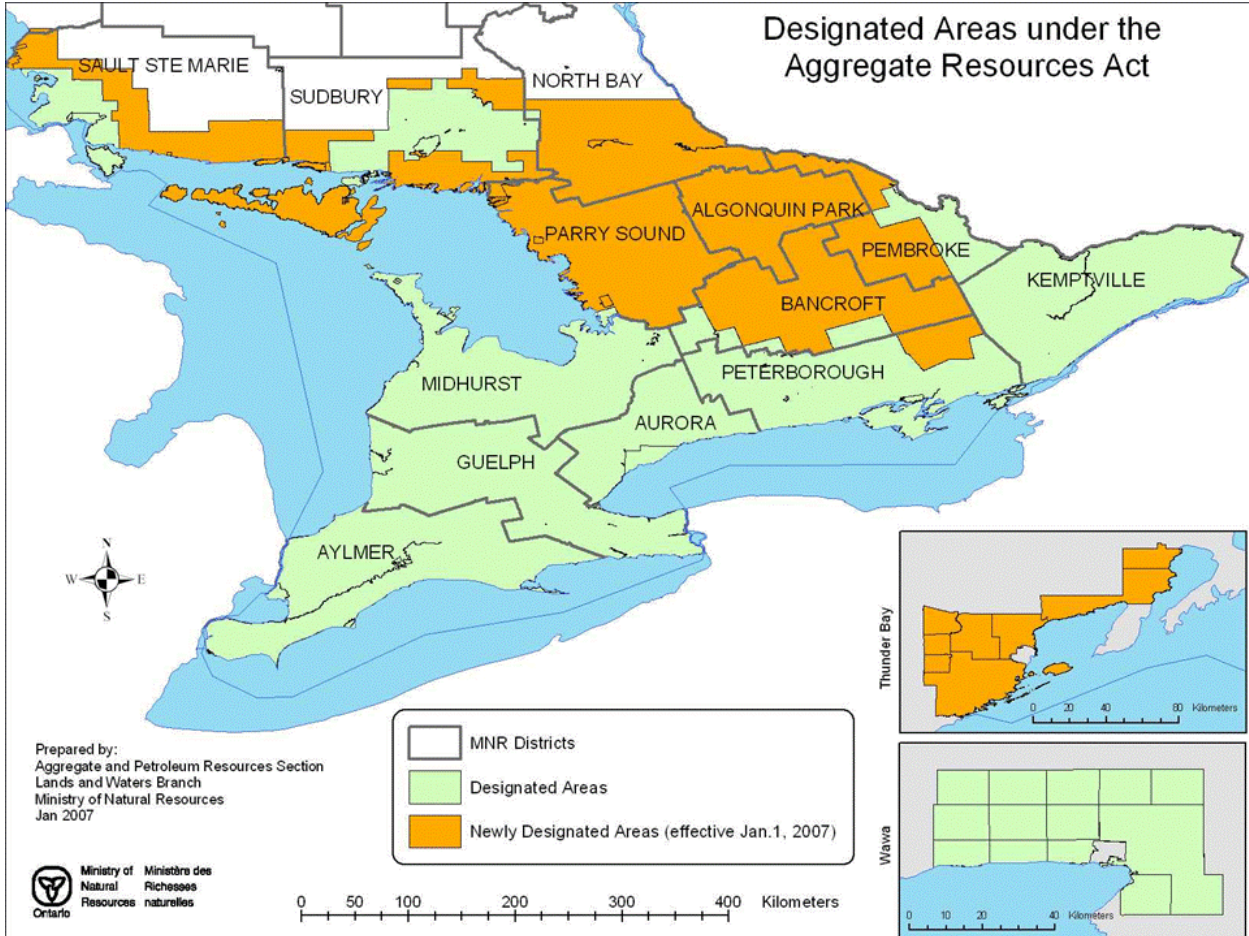 Designated Areas under the
Aggregate Resources Act
SAULT STE MARIE
SUDBURY
NORTH BAY
ALGONQUIN PARK
PARRY SOUND
PEMBROKE
KEMPTVILLE
BANCROFT
MIDHURST
PETERBOROUGH
AURORA
GUELPH
AYLMER
N
W E
S
Thunder Bay
0 20 40 80 Kilometers
Wawa
0 10 20 40 Kilometers
MNR Districts
Designated Areas
Newly Designated Areas (effective Jan.1, 2007)
Prepared by:
Aggregate and Petroleum Resources Section
Lands and Waters Branch
Ministry of Natural Resources
Jan 2007
Ontario
Ministry of Ministère des
Natural Richesses
Resources naturelles
0 50 100 200 300 400 Kilometers